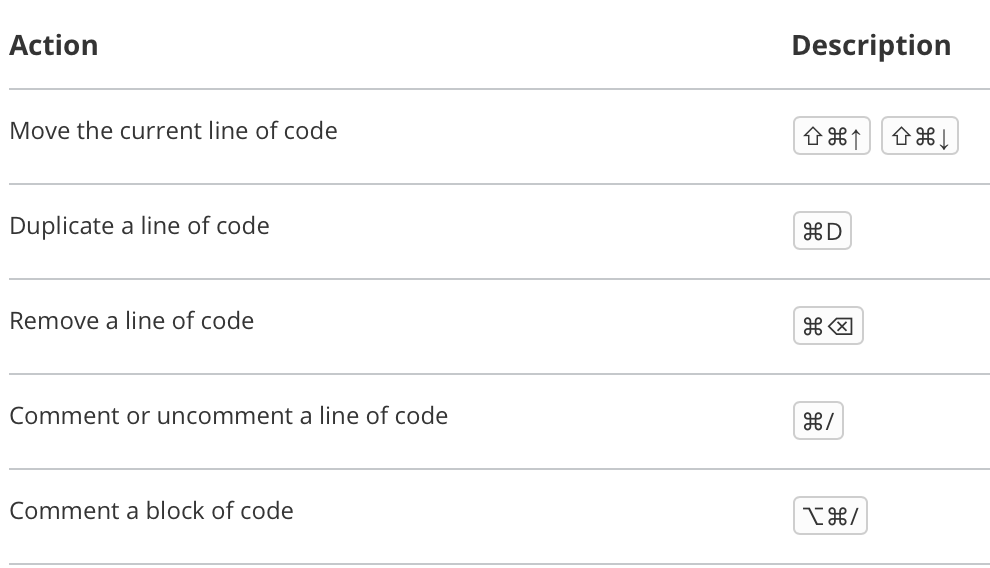 Action Description
Move the current line of code ⇧⌘↑ ⇧⌘↓
Duplicate a line of code ⌘D
Remove a line of code ⌘⌫
Comment or uncomment a line of code ⌘/
Comment a block of code ⌥⌘/